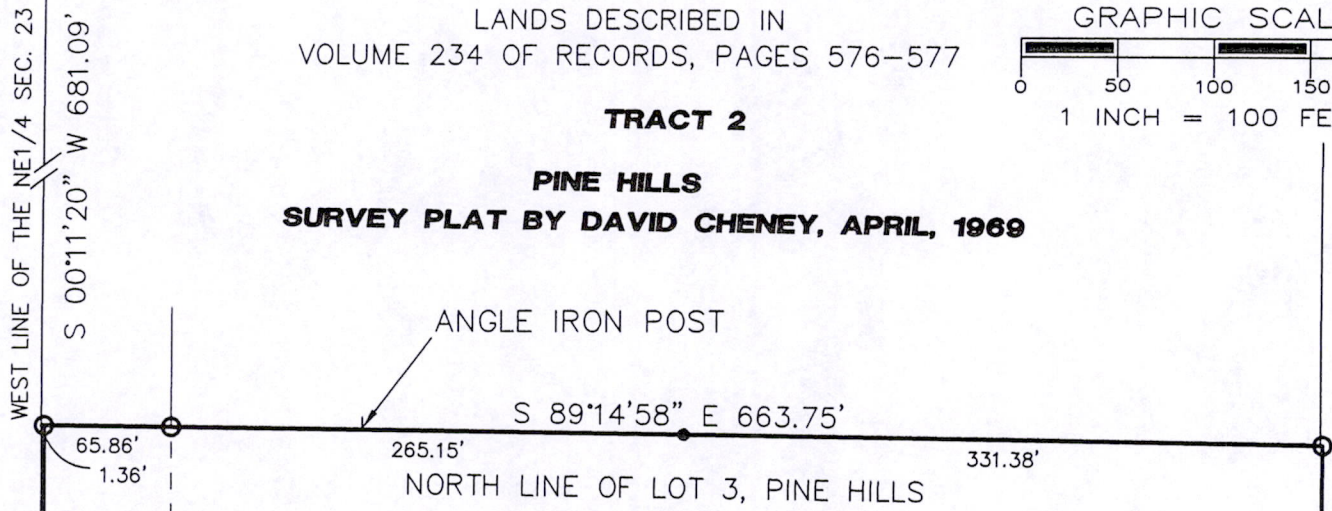 LANDS DESCRIBED IN
VOLUME 234 OF RECORDS, PAGES 576–577
GRAPHIC SCAL
0 50 100 150
1 INCH = 100 FE
TRACT 2
PINE HILLS
SURVEY PLAT BY DAVID CHENEY, APRIL, 1969
WEST LINE OF THE NE1/4 SEC. 23
S 00°11'20" W 681.09'
ANGLE IRON POST
S 89°14'58" E 663.75'
65.86'
1.36'
265.15'
331.38'
NORTH LINE OF LOT 3, PINE HILLS